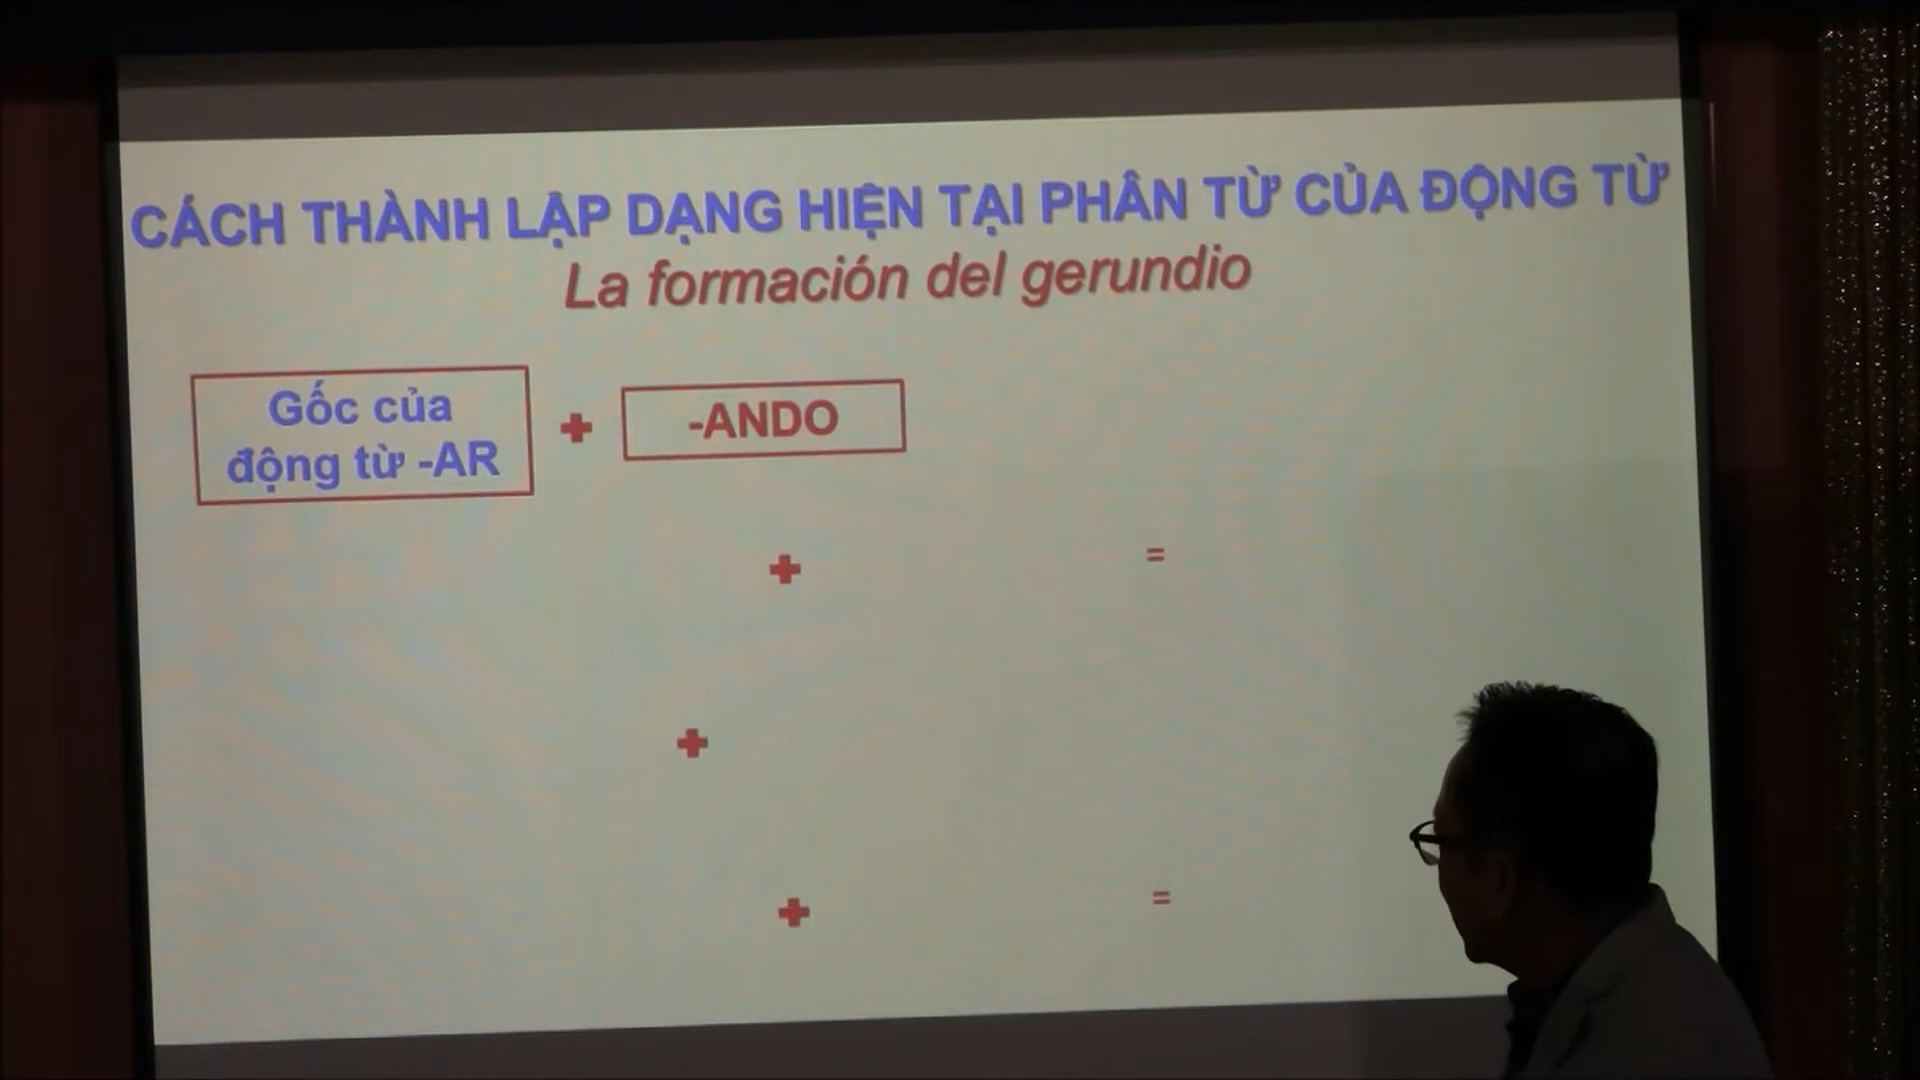 CÁCH THÀNH LẬP DẠNG HIỆN TẠI PHÂN TỪ CỦA ĐỘNG TỪ
La formación del gerundio
Gốc của
động từ -AR
+
-ANDO
+ =
+
+ =